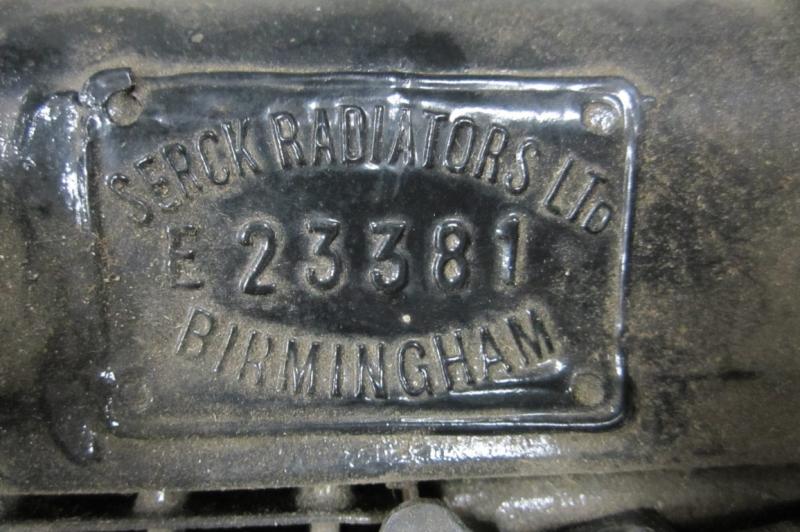 SERCK RADIATORS LTD
E 23381
BIRMINGHAM